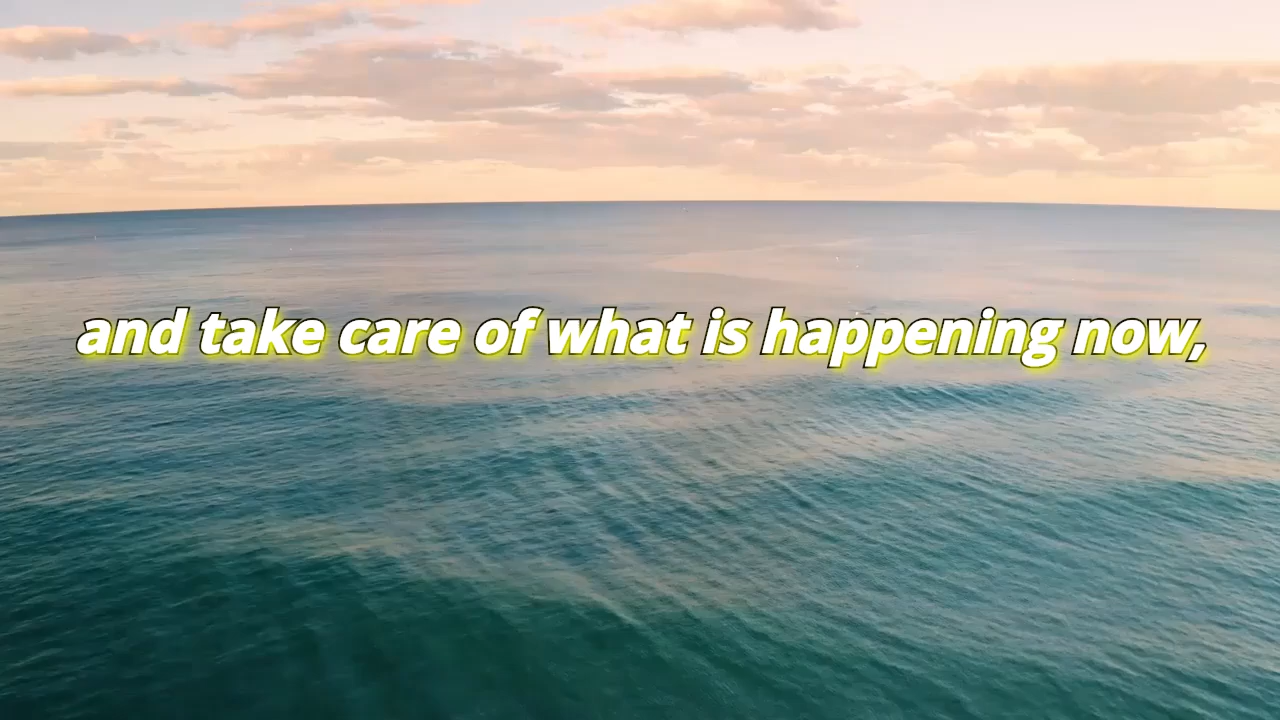 and take care of what is happening now,